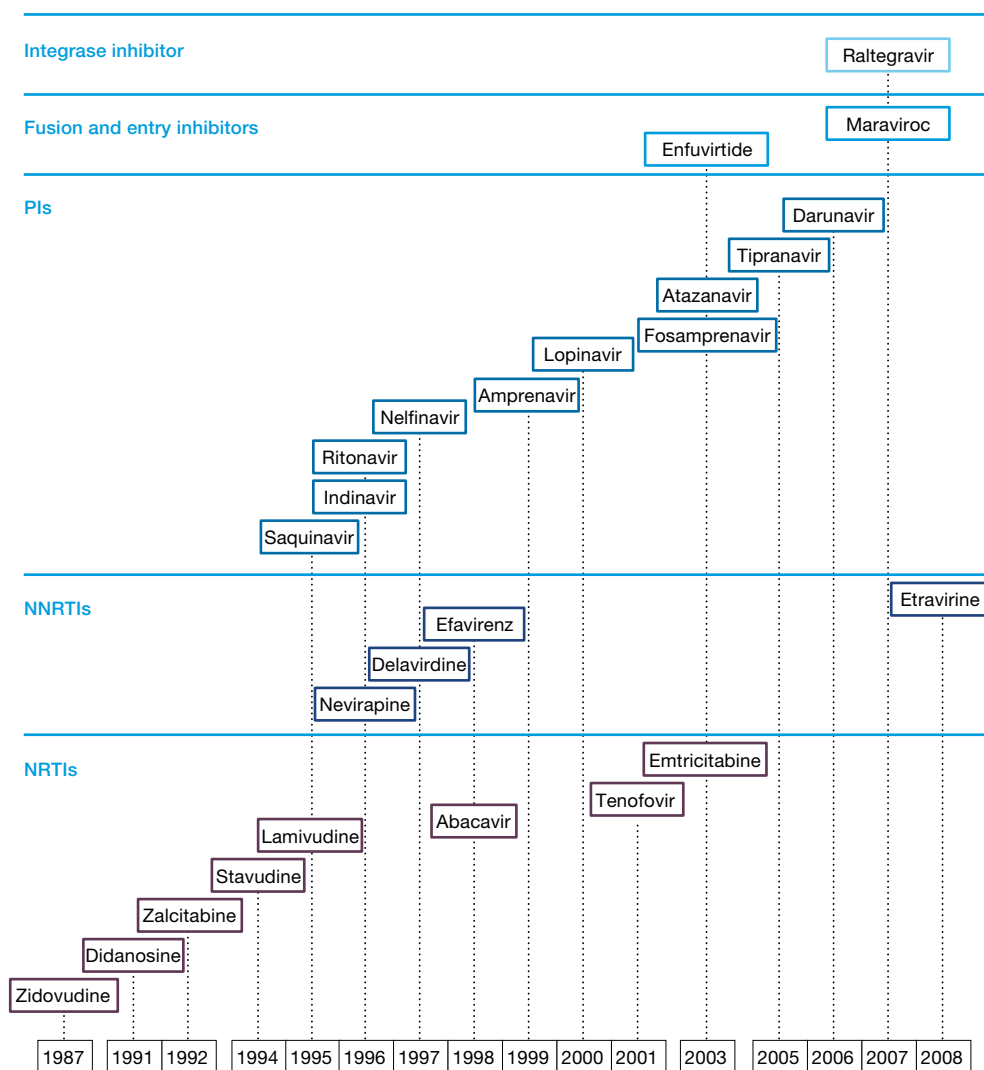 Integrase inhibitor
Raltegravir
Fusion and entry inhibitors
Maraviroc
Enfuvirtide
PIs
Darunavir
Tipranavir
Atazanavir
Fosamprenavir
Lopinavir
Amprenavir
Nelfinavir
Ritonavir
Indinavir
Saquinavir
NNRTIs
Etravirine
Efavirenz
Delavirdine
Nevirapine
NRTIs
Emtricitabine
Tenofovir
Abacavir
Lamivudine
Stavudine
Zalcitabine
Didanosine
Zidovudine
1987 1991 1992 1994 1995 1996 1997 1998 1999 2000 2001 2003 2005 2006 2007 2008